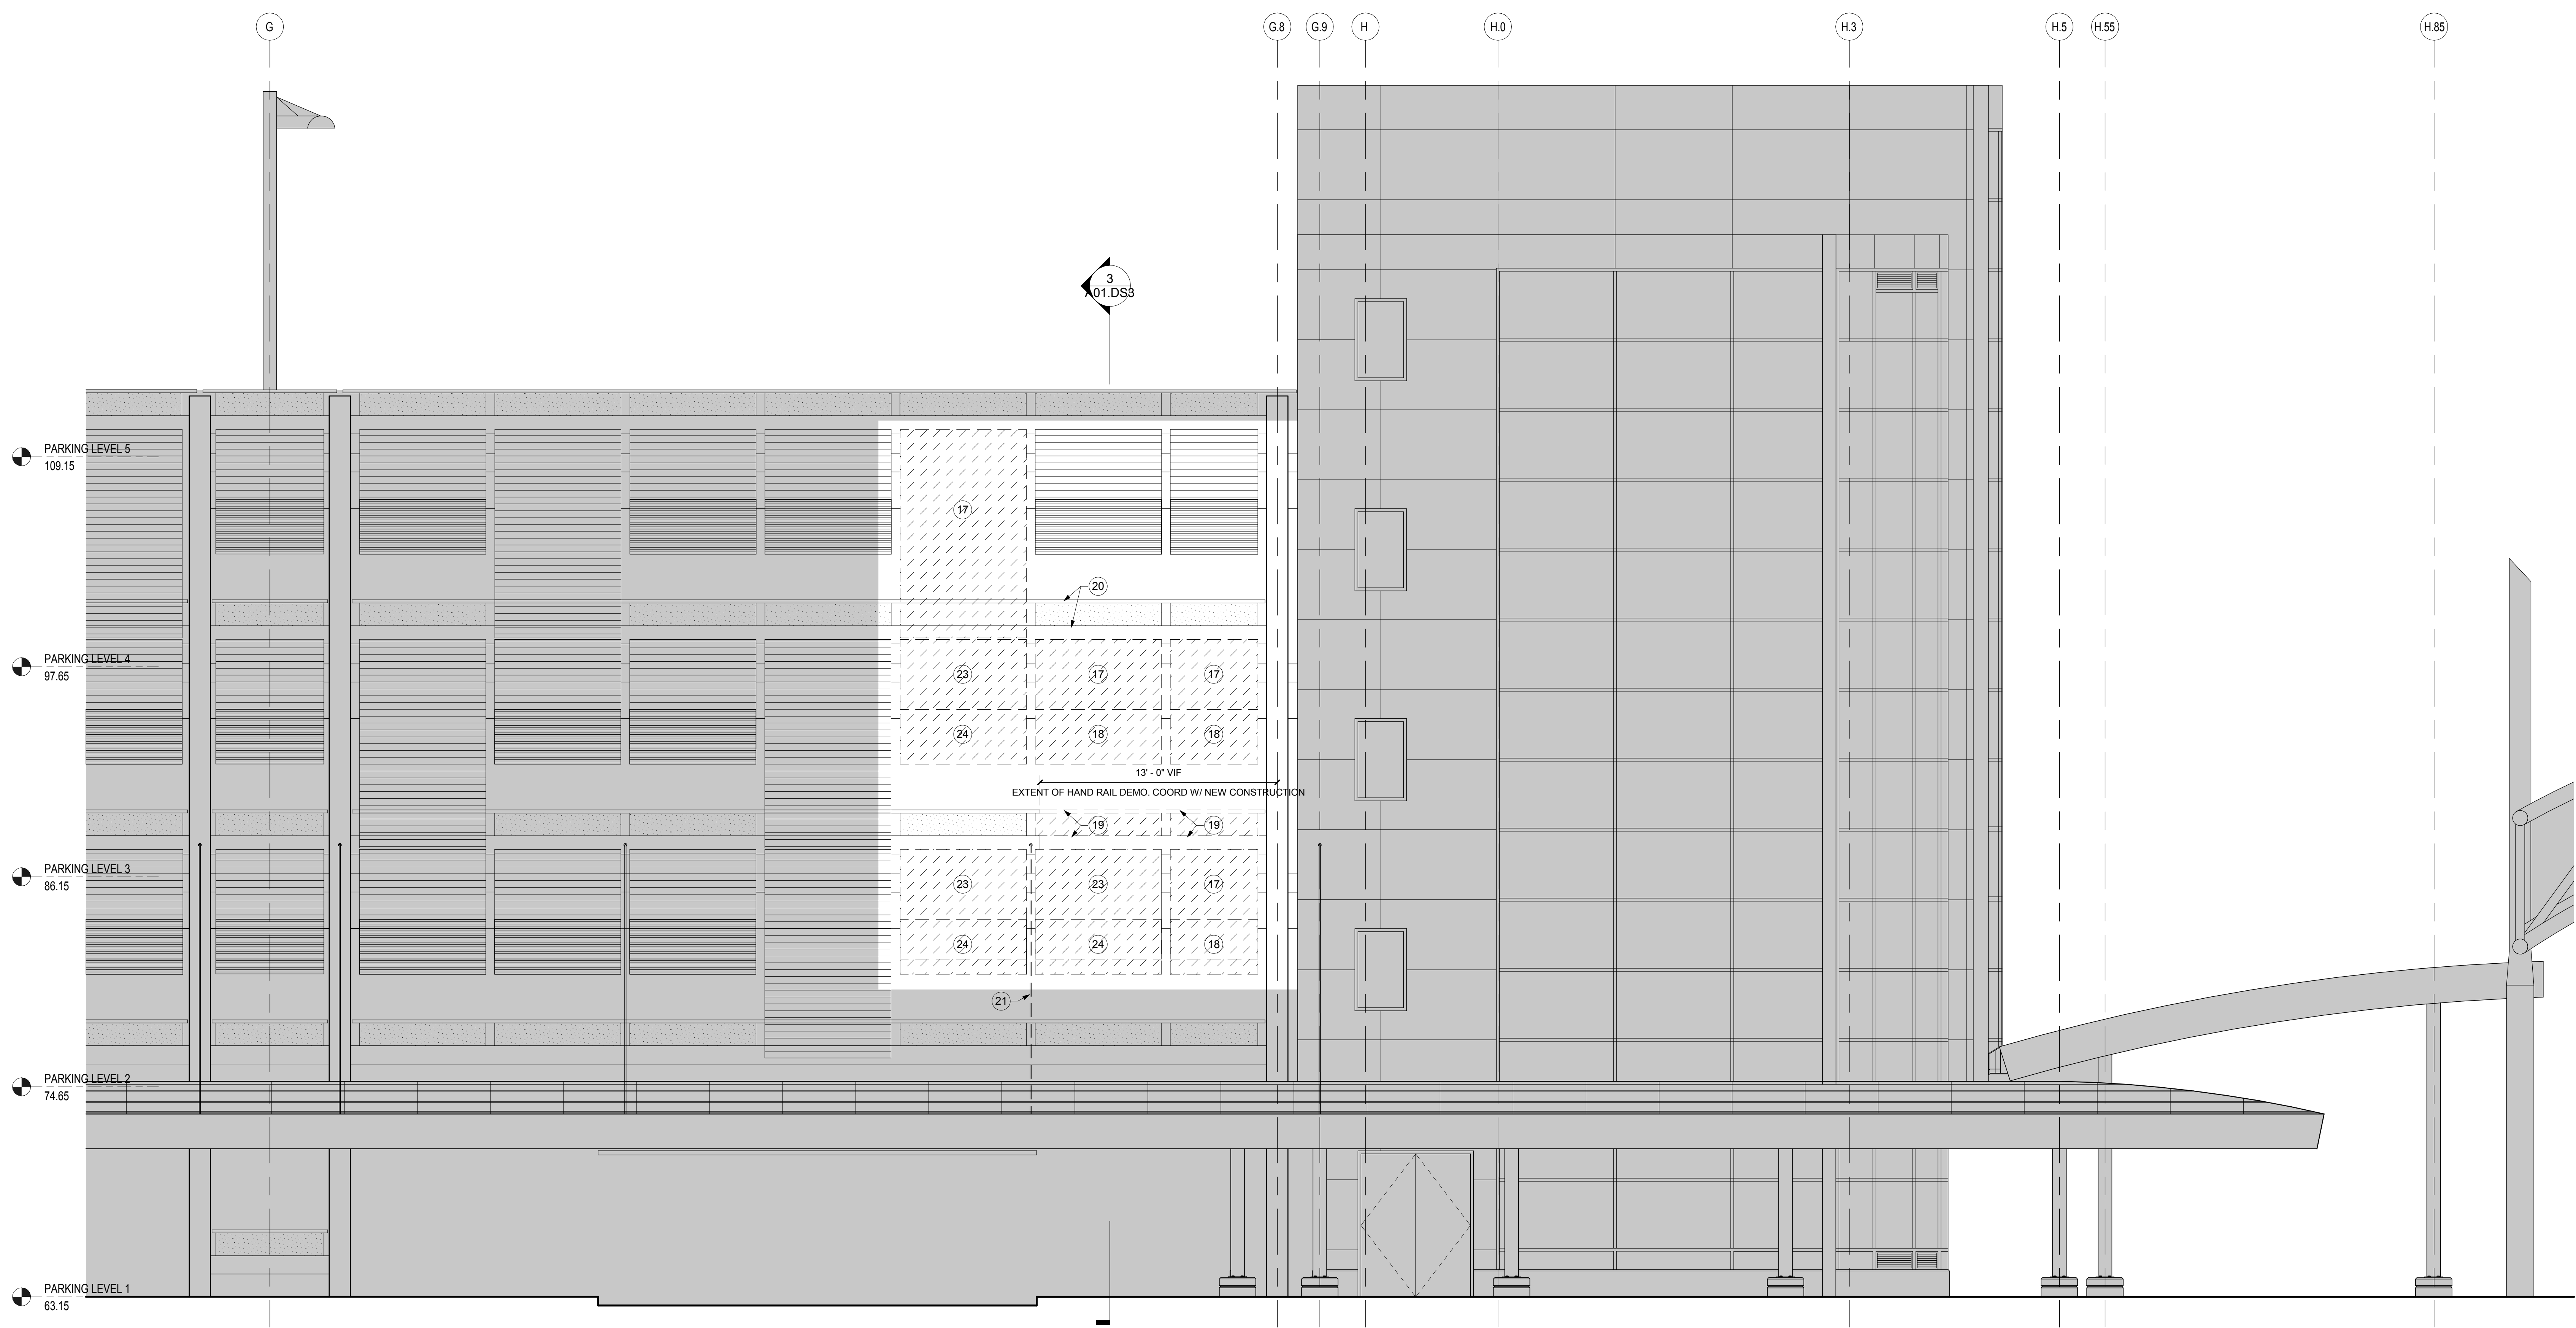 G
G.8
G.9
H
H.0
H.3
H.5
H.55
H.85
3
A01.DS3
PARKING LEVEL 5
109.15
17
20
PARKING LEVEL 4
97.65
23
17
17
24
18
18
13' - 0" VIF
EXTENT OF HAND RAIL DEMO. COORD W/ NEW CONSTRUCTION
19
19
PARKING LEVEL 3
86.15
23
23
17
24
24
18
21
PARKING LEVEL 2
74.65
PARKING LEVEL 1
63.15